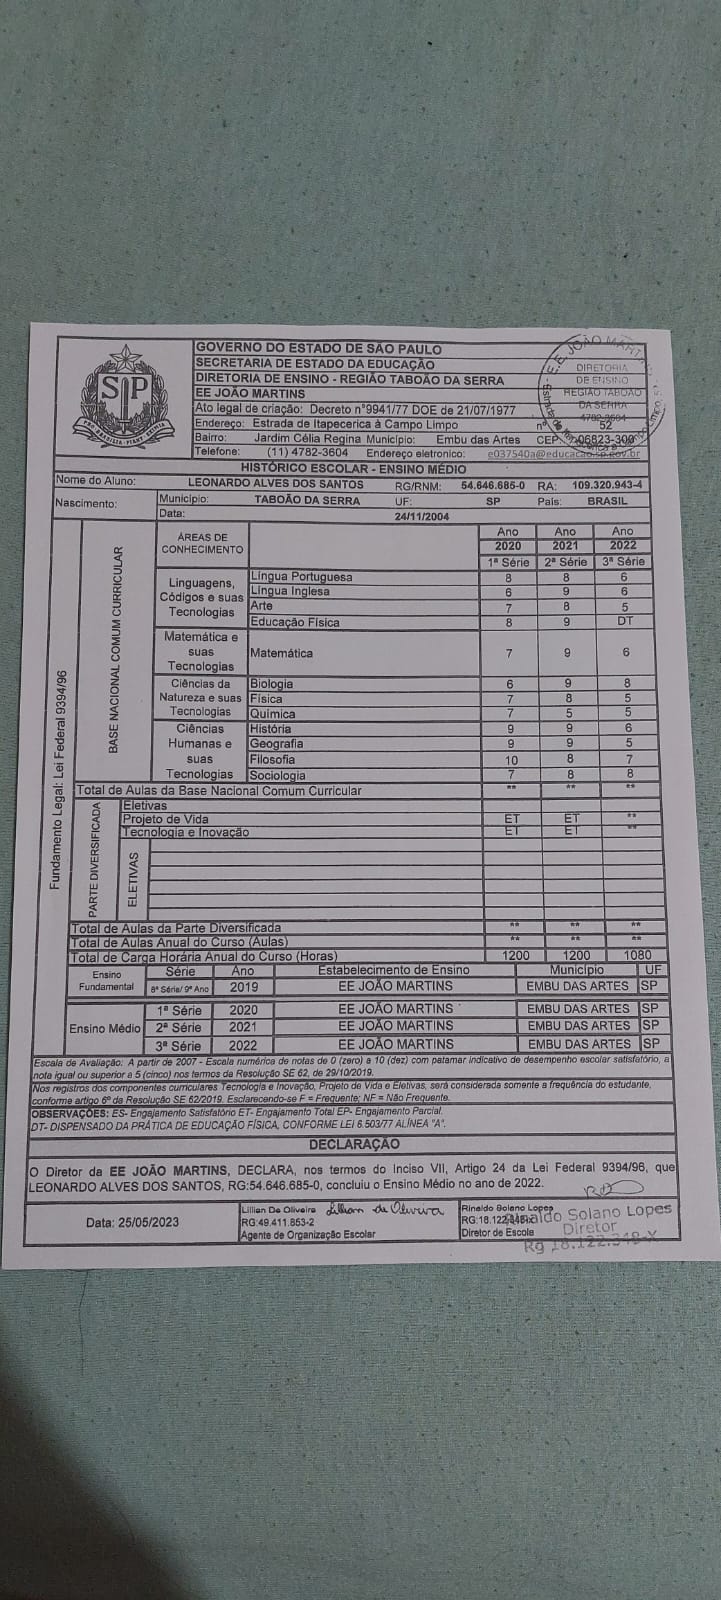 GOVERNO DO ESTADO DE SÃO PAULO
SECRETARIA DE ESTADO DA EDUCAÇÃO
DIRETORIA DE ENSINO - REGIÃO TABOÃO DA SERRA
EE JOÃO MARTINS
Ato legal de criação: Decreto nº9941/77 DOE de 21/07/1977
Endereço: Estrada de Itapecerica à Campo Limpo nº 52
Bairro: Jardim Célia Regina Município: Embu das Artes CEP: 06823-300
Telefone: (11) 4782-3604 Endereço eletronico: e037540a@educacao.sp.gov.br
SP
DIRETORIA
DE ENSINO
REGIÃO TABOÃO
DA SERRA
4782-3604
HISTÓRICO ESCOLAR - ENSINO MÉDIO
Nome do Aluno: LEONARDO ALVES DOS SANTOS RG/RNM: 54.646.685-0 RA: 109.320.943-4
Nascimento: Município: TABOÃO DA SERRA UF: SP País: BRASIL
Data: 24/11/2004
Fundamento Legal: Lei Federal 9394/96
BASE NACIONAL COMUM CURRICULAR
ÁREAS DE CONHECIMENTO
Ano Ano Ano
2020 2021 2022
1ª Série 2ª Série 3ª Série
Linguagens, Códigos e suas Tecnologias
Língua Portuguesa 8 8 6
Língua Inglesa 6 9 6
Arte 7 8 5
Educação Física 8 9 DT
Matemática e suas Tecnologias
Matemática 7 9 6
Ciências da Natureza e suas Tecnologias
Biologia 6 9 8
Física 7 8 5
Química 7 5 5
Ciências Humanas e suas Tecnologias
História 9 9 6
Geografia 9 9 5
Filosofia 10 8 7
Sociologia 7 8 8
Total de Aulas da Base Nacional Comum Curricular ** ** **
PARTE DIVERSIFICADA
Eletivas
Projeto de Vida ET ET **
Tecnologia e Inovação ET ET **
ELETIVAS
Total de Aulas da Parte Diversificada ** ** **
Total de Aulas Anual do Curso (Aulas) ** ** **
Total de Carga Horária Anual do Curso (Horas) 1200 1200 1080
Ensino Fundamental
Série Ano Estabelecimento de Ensino Município UF
8ª Série/ 9º Ano 2019 EE JOÃO MARTINS EMBU DAS ARTES SP
Ensino Médio
1ª Série 2020 EE JOÃO MARTINS EMBU DAS ARTES SP
2ª Série 2021 EE JOÃO MARTINS EMBU DAS ARTES SP
3ª Série 2022 EE JOÃO MARTINS EMBU DAS ARTES SP
Escala de Avaliação: A partir de 2007 - Escala numérica de notas de 0 (zero) a 10 (dez) com patamar indicativo de desempenho escolar satisfatório, a
nota igual ou superior a 5 (cinco) nos termos da Resolução SE 62, de 29/10/2019.
Nos registros dos componentes curriculares Tecnologia e Inovação, Projeto de Vida e Eletivas, será considerada somente a frequência do estudante,
conforme artigo 6º da Resolução SE 62/2019. Esclarecendo-se F = Frequente; NF = Não Frequente.
OBSERVAÇÕES: ES- Engajamento Satisfatório ET- Engajamento Total EP- Engajamento Parcial.
DT- DISPENSADO DA PRÁTICA DE EDUCAÇÃO FÍSICA, CONFORME LEI 6.503/77 ALÍNEA "A".
DECLARAÇÃO
O Diretor da EE JOÃO MARTINS, DECLARA, nos termos do Inciso VII, Artigo 24 da Lei Federal 9394/96, que
LEONARDO ALVES DOS SANTOS, RG:54.646.685-0, concluiu o Ensino Médio no ano de 2022.
Data: 25/05/2023
Lillian De Oliveira Lillian de Oliveira
RG:49.411.853-2
Agente de Organização Escolar
Rinaldo Solano Lopes
RG:18.122.348-x
Diretor de Escola
Rinaldo Solano Lopes
Diretor
Rg 18.122.348-X